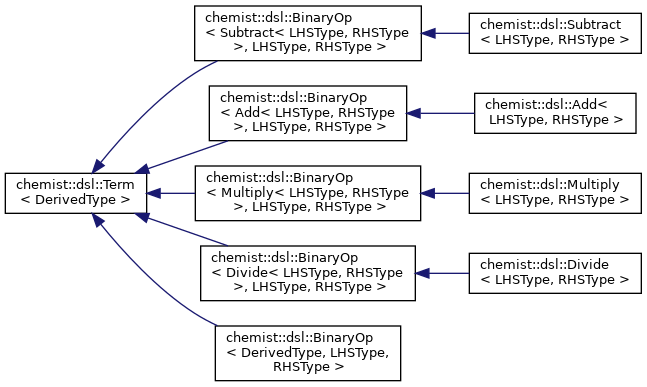 chemist::dsl::BinaryOp
< Subtract< LHSType, RHSType
>, LHSType, RHSType >
chemist::dsl::Subtract
< LHSType, RHSType >
chemist::dsl::BinaryOp
< Add< LHSType, RHSType
>, LHSType, RHSType >
chemist::dsl::Add<
LHSType, RHSType >
chemist::dsl::Term
< DerivedType >
chemist::dsl::BinaryOp
< Multiply< LHSType, RHSType
>, LHSType, RHSType >
chemist::dsl::Multiply
< LHSType, RHSType >
chemist::dsl::BinaryOp
< Divide< LHSType, RHSType
>, LHSType, RHSType >
chemist::dsl::Divide
< LHSType, RHSType >
chemist::dsl::BinaryOp
< DerivedType, LHSType,
RHSType >